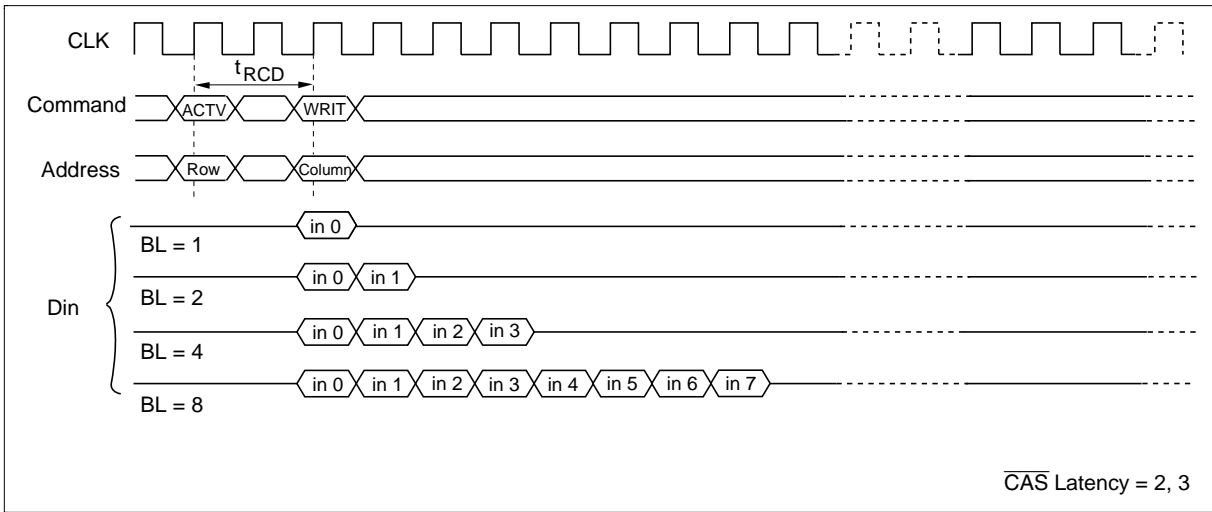 CLK
tRCD
Command ACTV WRIT
Address Row Column
Din
in 0
BL = 1
in 0 in 1
BL = 2
in 0 in 1 in 2 in 3
BL = 4
in 0 in 1 in 2 in 3 in 4 in 5 in 6 in 7
BL = 8
CAS Latency = 2, 3